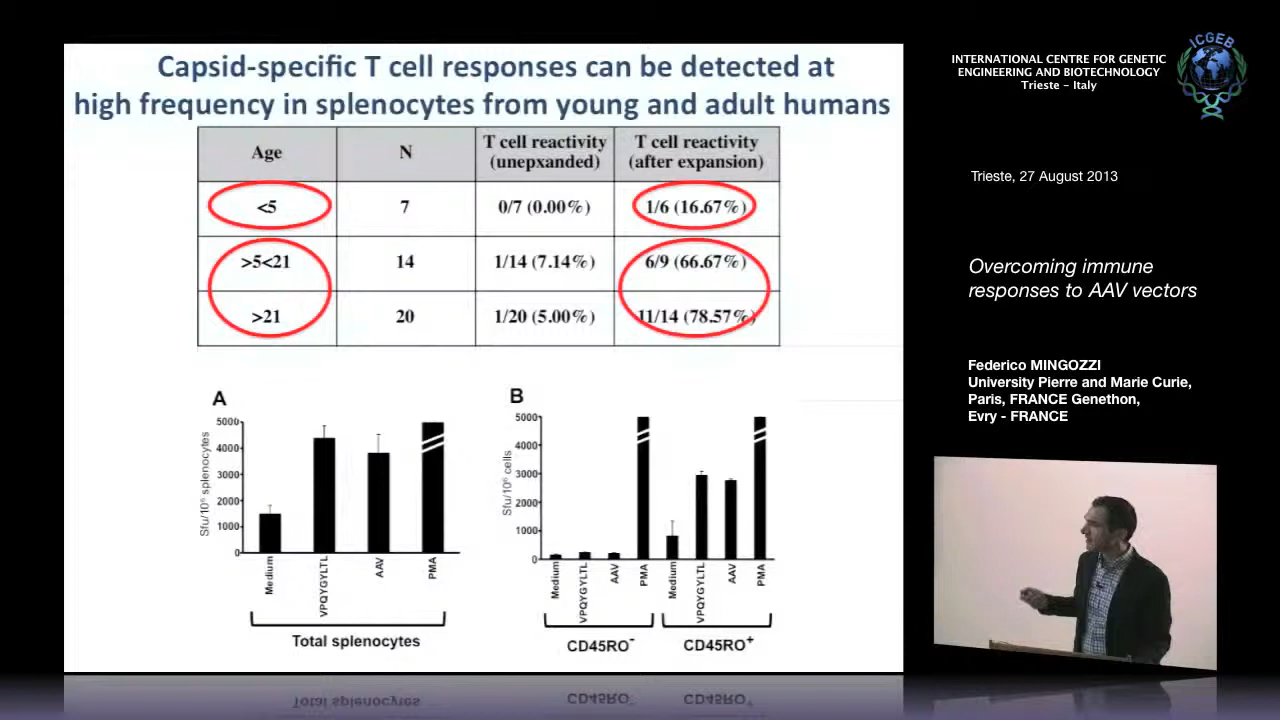 Capsid-specific T cell responses can be detected at
high frequency in splenocytes from young and adult humans
Age
N
T cell reactivity
(unepxanded)
T cell reactivity
(after expansion)
<5
7
0/7 (0.00%)
1/6 (16.67%)
>5<21
14
1/14 (7.14%)
6/9 (66.67%)
>21
20
1/20 (5.00%)
11/14 (78.57%)
A
5000
4000
3000
2000
1000
0
Sfu/10⁶ splenocytes
Medium
VPQYGYLTL
AAV
PMA
Total splenocytes
B
5000
4000
3000
2000
1000
0
Sfu/10⁶ cells
Medium
VPQYGYLTL
AAV
PMA
Medium
VPQYGYLTL
AAV
PMA
CD45RO⁻
CD45RO⁺
INTERNATIONAL CENTRE FOR GENETIC
ENGINEERING AND BIOTECHNOLOGY
Trieste - Italy
ICGEB
Trieste, 27 August 2013
Overcoming immune
responses to AAV vectors
Federico MINGOZZI
University Pierre and Marie Curie,
Paris, FRANCE Genethon,
Evry - FRANCE